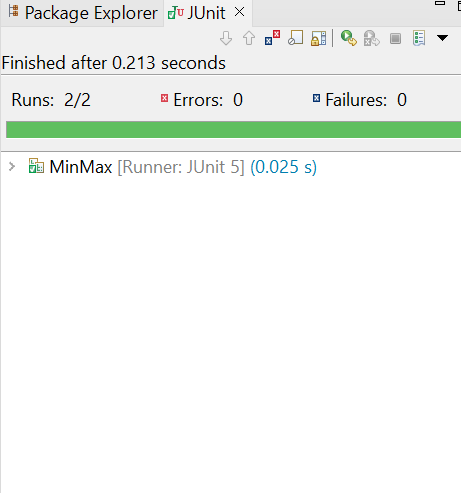 Package Explorer JUnit
Finished after 0.213 seconds
Runs: 2/2 Errors: 0 Failures: 0
MinMax [Runner: JUnit 5] (0.025 s)